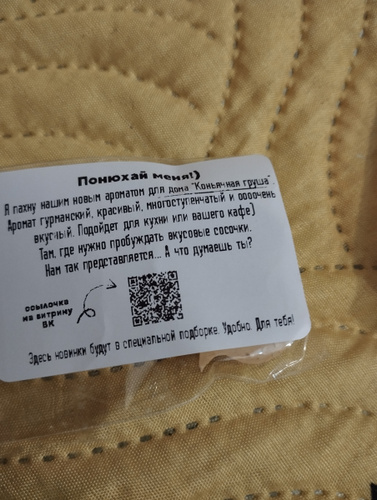 Понюхай меня!)
Я пахну нашим новым ароматом для дома "Коньячная груша".
Аромат гурманский, красивый, многоступенчатый и ооооочень
вкусный. Подойдет для кухни или вашего кафе)
Там, где нужно пробуждать вкусовые сосочки.
Нам так представляется... А что думаешь ты?
ссылочка
на витрину
ВК
Здесь новинки будут в специальной подборке. Удобно. Для тебя!